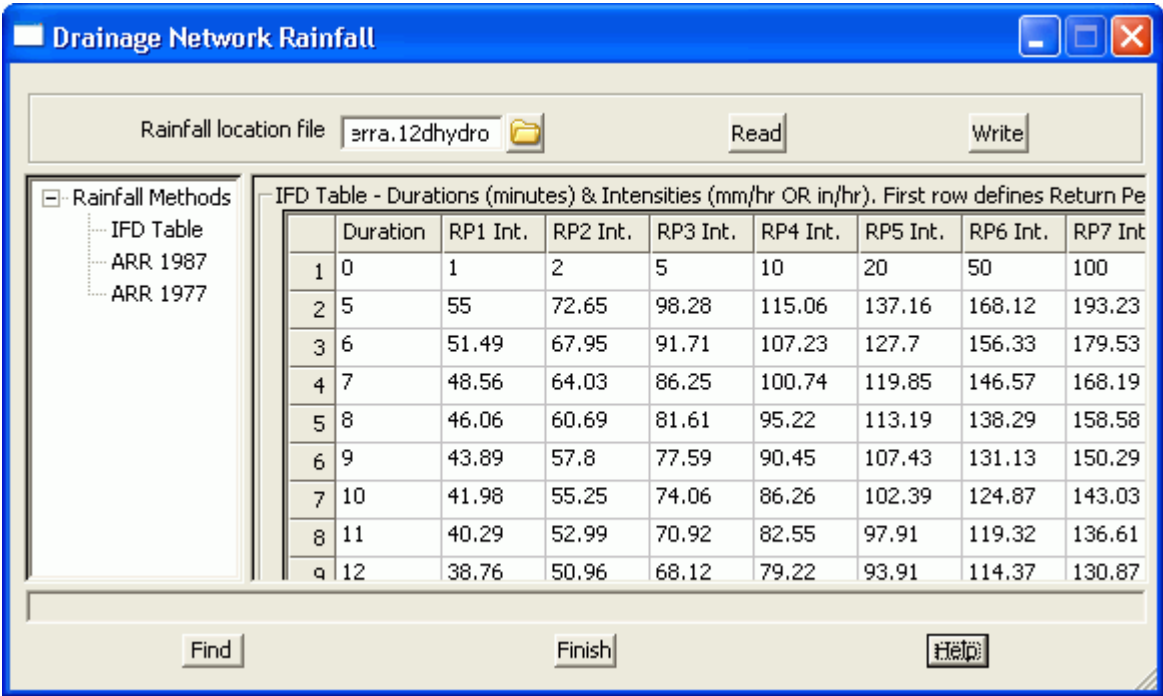 Drainage Network Rainfall
Rainfall location file erra.12dhydro Read Write
Rainfall Methods
IFD Table
ARR 1987
ARR 1977
IFD Table - Durations (minutes) & Intensities (mm/hr OR in/hr). First row defines Return Pe
Duration RP1 Int. RP2 Int. RP3 Int. RP4 Int. RP5 Int. RP6 Int. RP7 Int
1 0 1 2 5 10 20 50 100
2 5 55 72.65 98.28 115.06 137.16 168.12 193.23
3 6 51.49 67.95 91.71 107.23 127.7 156.33 179.53
4 7 48.56 64.03 86.25 100.74 119.85 146.57 168.19
5 8 46.06 60.69 81.61 95.22 113.19 138.29 158.58
6 9 43.89 57.8 77.59 90.45 107.43 131.13 150.29
7 10 41.98 55.25 74.06 86.26 102.39 124.87 143.03
8 11 40.29 52.99 70.92 82.55 97.91 119.32 136.61
9 12 38.76 50.96 68.12 79.22 93.91 114.37 130.87
Find Finish Help